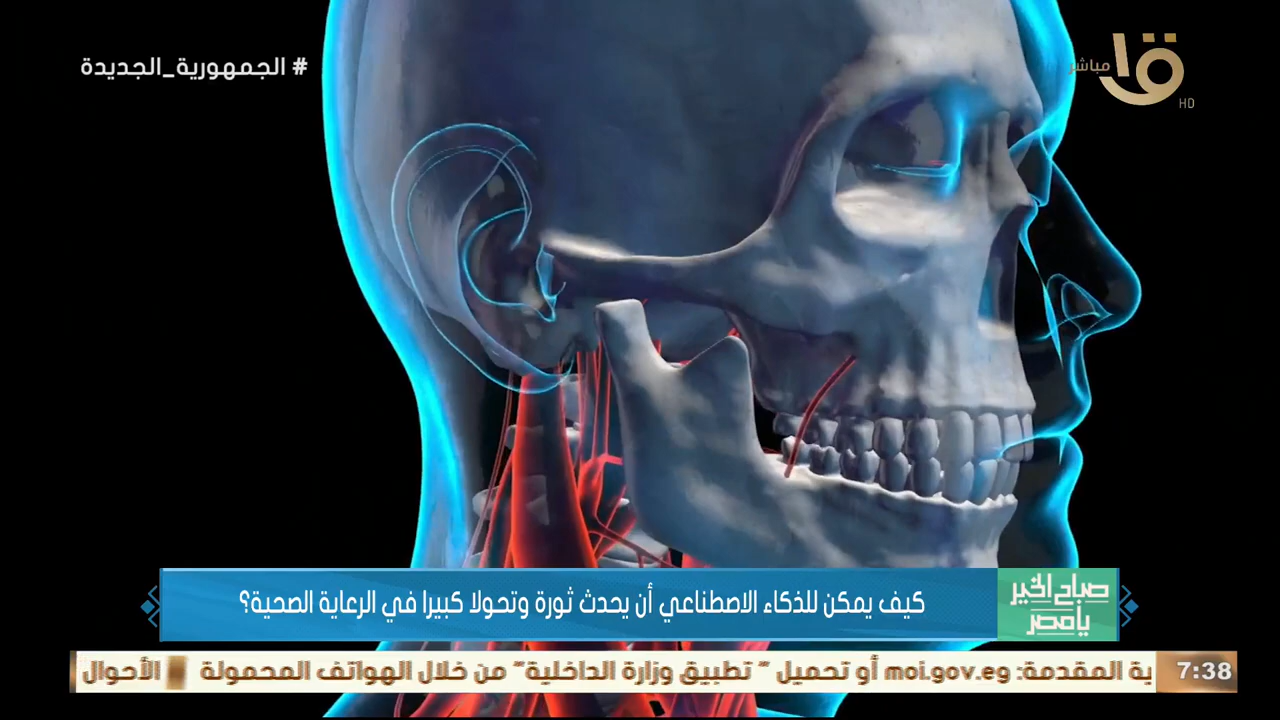 # الجمهورية_الجديدة
مباشر
HD
صباح الخير
يا مصر
كيف يمكن للذكاء الاصطناعي أن يحدث ثورة وتحولا كبيرا في الرعاية الصحية؟
7:38
ية المقدمة: moi.gov.eg أو تحميل " تطبيق وزارة الداخلية" من خلال الهواتف المحمولة الأحوال